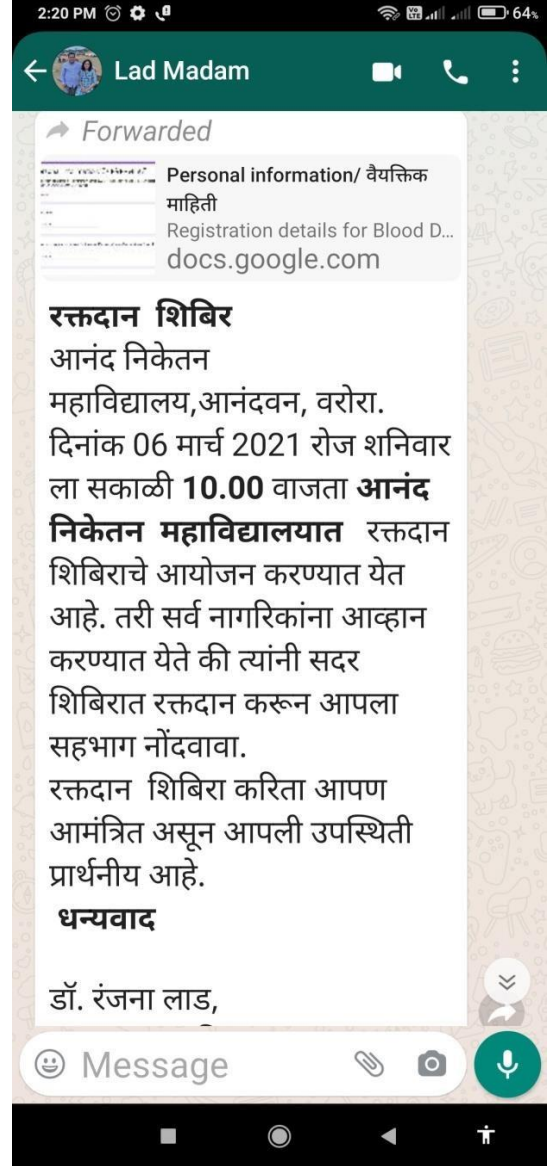 2:20 PM
Vo
LTE
64%
Lad Madam
Forwarded
Personal information/ वैयक्तिक
माहिती
Registration details for Blood D...
docs.google.com
रक्तदान शिबिर
आनंद निकेतन
महाविद्यालय,आनंदवन, वरोरा.
दिनांक 06 मार्च 2021 रोज शनिवार
ला सकाळी 10.00 वाजता आनंद
निकेतन महाविद्यालयात रक्तदान
शिबिराचे आयोजन करण्यात येत
आहे. तरी सर्व नागरिकांना आव्हान
करण्यात येते की त्यांनी सदर
शिबिरात रक्तदान करून आपला
सहभाग नोंदवावा.
रक्तदान शिबिरा करिता आपण
आमंत्रित असून आपली उपस्थिती
प्रार्थनीय आहे.
धन्यवाद
डॉ. रंजना लाड,
Message